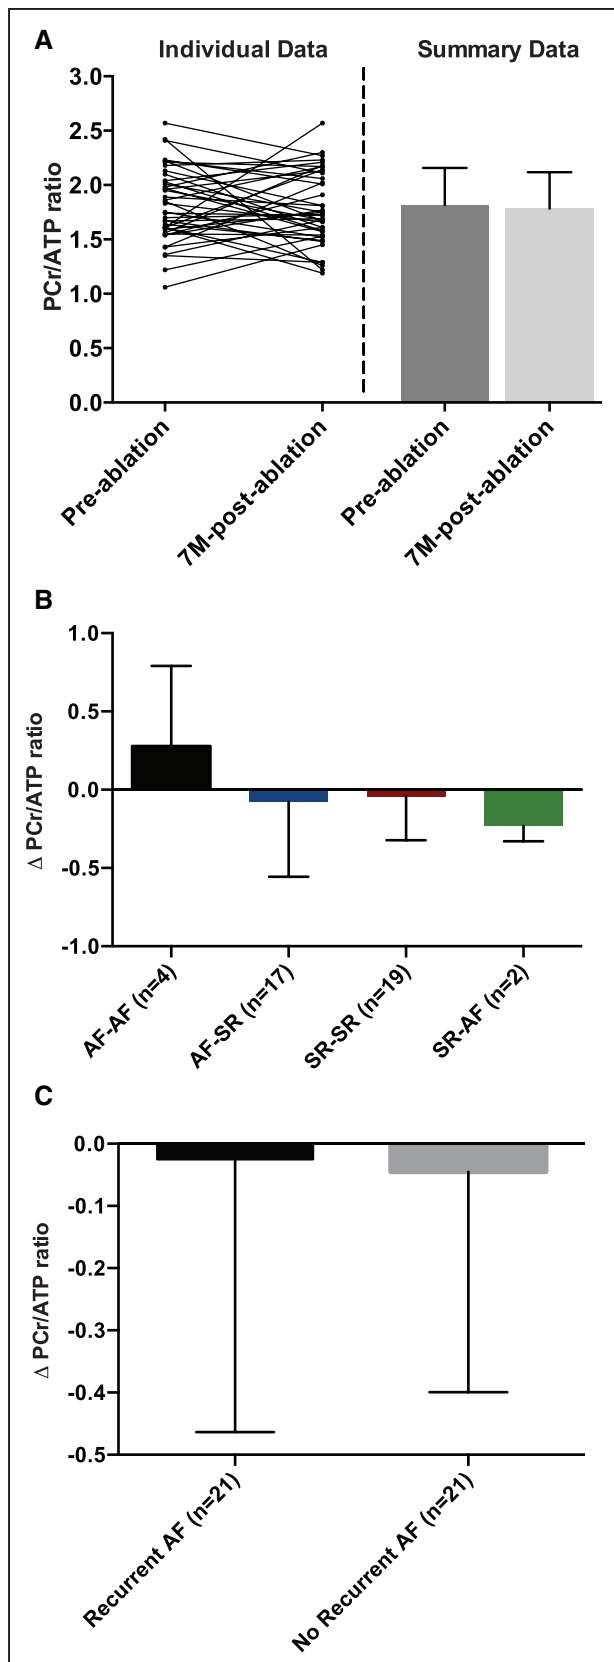 A
Individual Data
Summary Data
PCr/ATP ratio
3.0
2.5
2.0
1.5
1.0
0.5
0.0
Pre-ablation
7M-post-ablation
Pre-ablation
7M-post-ablation
B
Δ PCr/ATP ratio
1.0
0.5
0.0
-0.5
-1.0
AF-AF (n=4)
AF-SR (n=17)
SR-SR (n=19)
SR-AF (n=2)
C
Δ PCr/ATP ratio
0.0
-0.1
-0.2
-0.3
-0.4
-0.5
Recurrent AF (n=21)
No Recurrent AF (n=21)